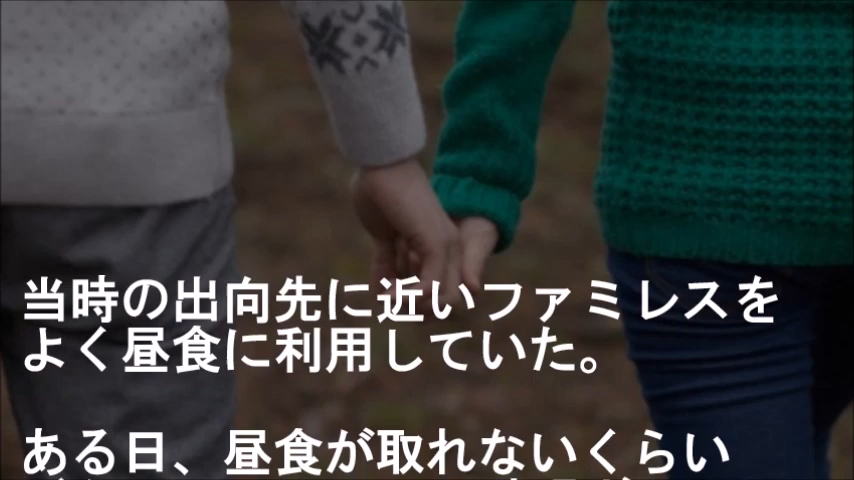 当時の出向先に近いファミレスを
よく昼食に利用していた。
ある日、昼食が取れないくらい